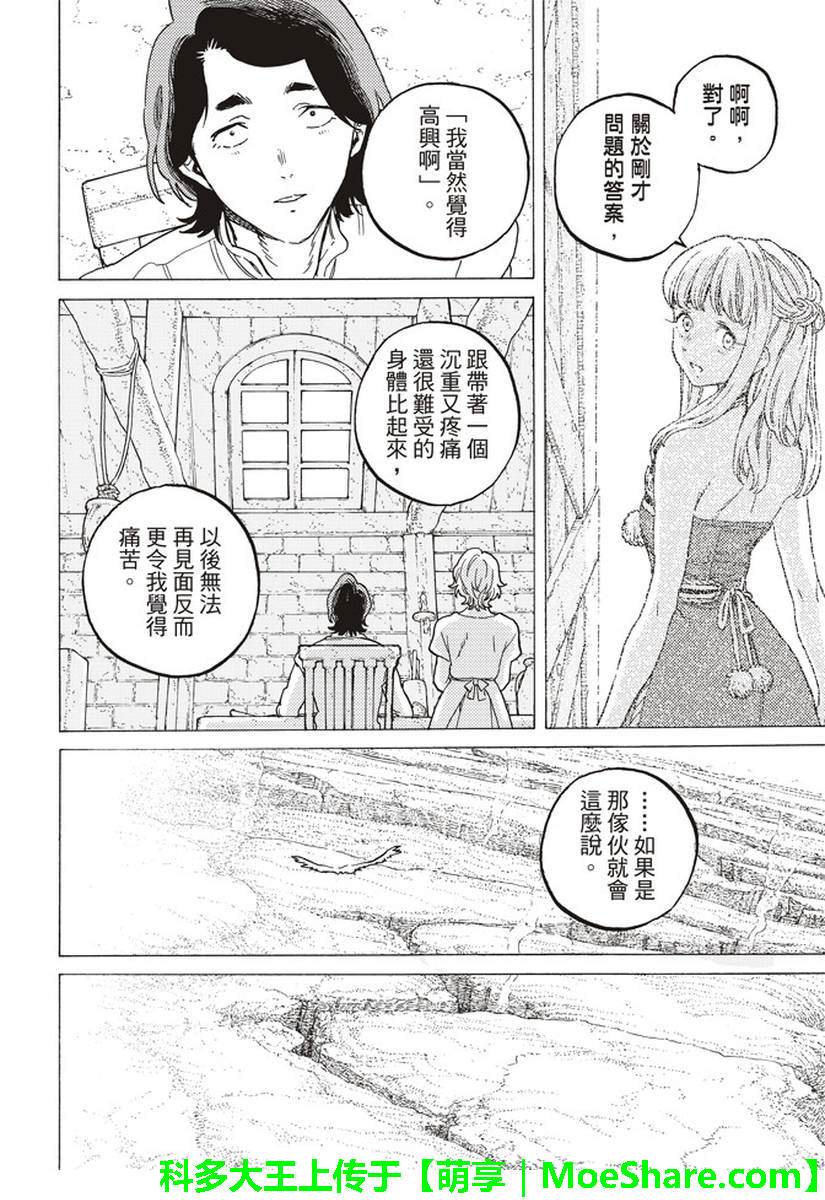 啊啊，
對了。
關於剛才
問題的答案，
「我當然覺得
高興啊」。
跟帶著一個
沉重又疼痛
還很難受的
身體比起來，
以後無法
再見面反而
更令我覺得
痛苦。
……如果是
那傢伙就會
這麼說。
科多大王上传于【萌享│MoeShare.com】